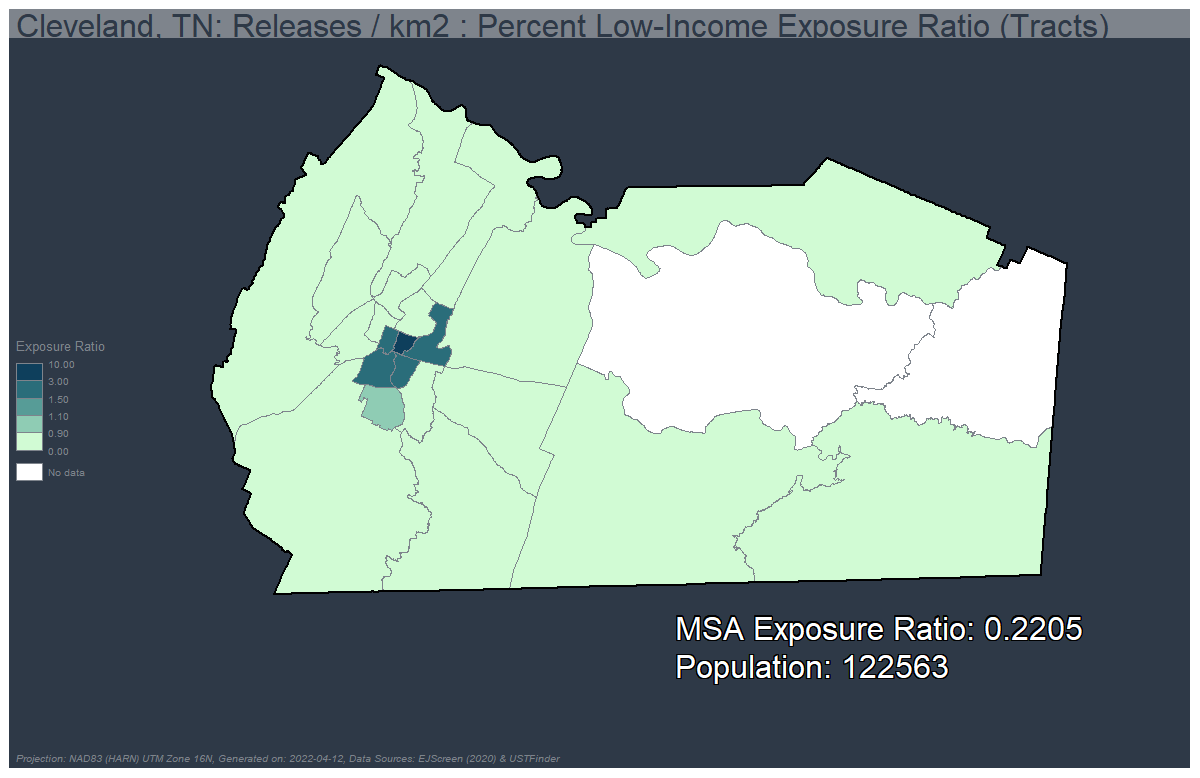 Cleveland, TN: Releases / km2 : Percent Low-Income Exposure Ratio (Tracts)
Exposure Ratio
10.00
3.00
1.50
1.10
0.90
0.00
No data
MSA Exposure Ratio: 0.2205
Population: 122563
Projection: NAD83 (HARN) UTM Zone 16N, Generated on: 2022-04-12, Data Sources: EJScreen (2020) & USTFinder